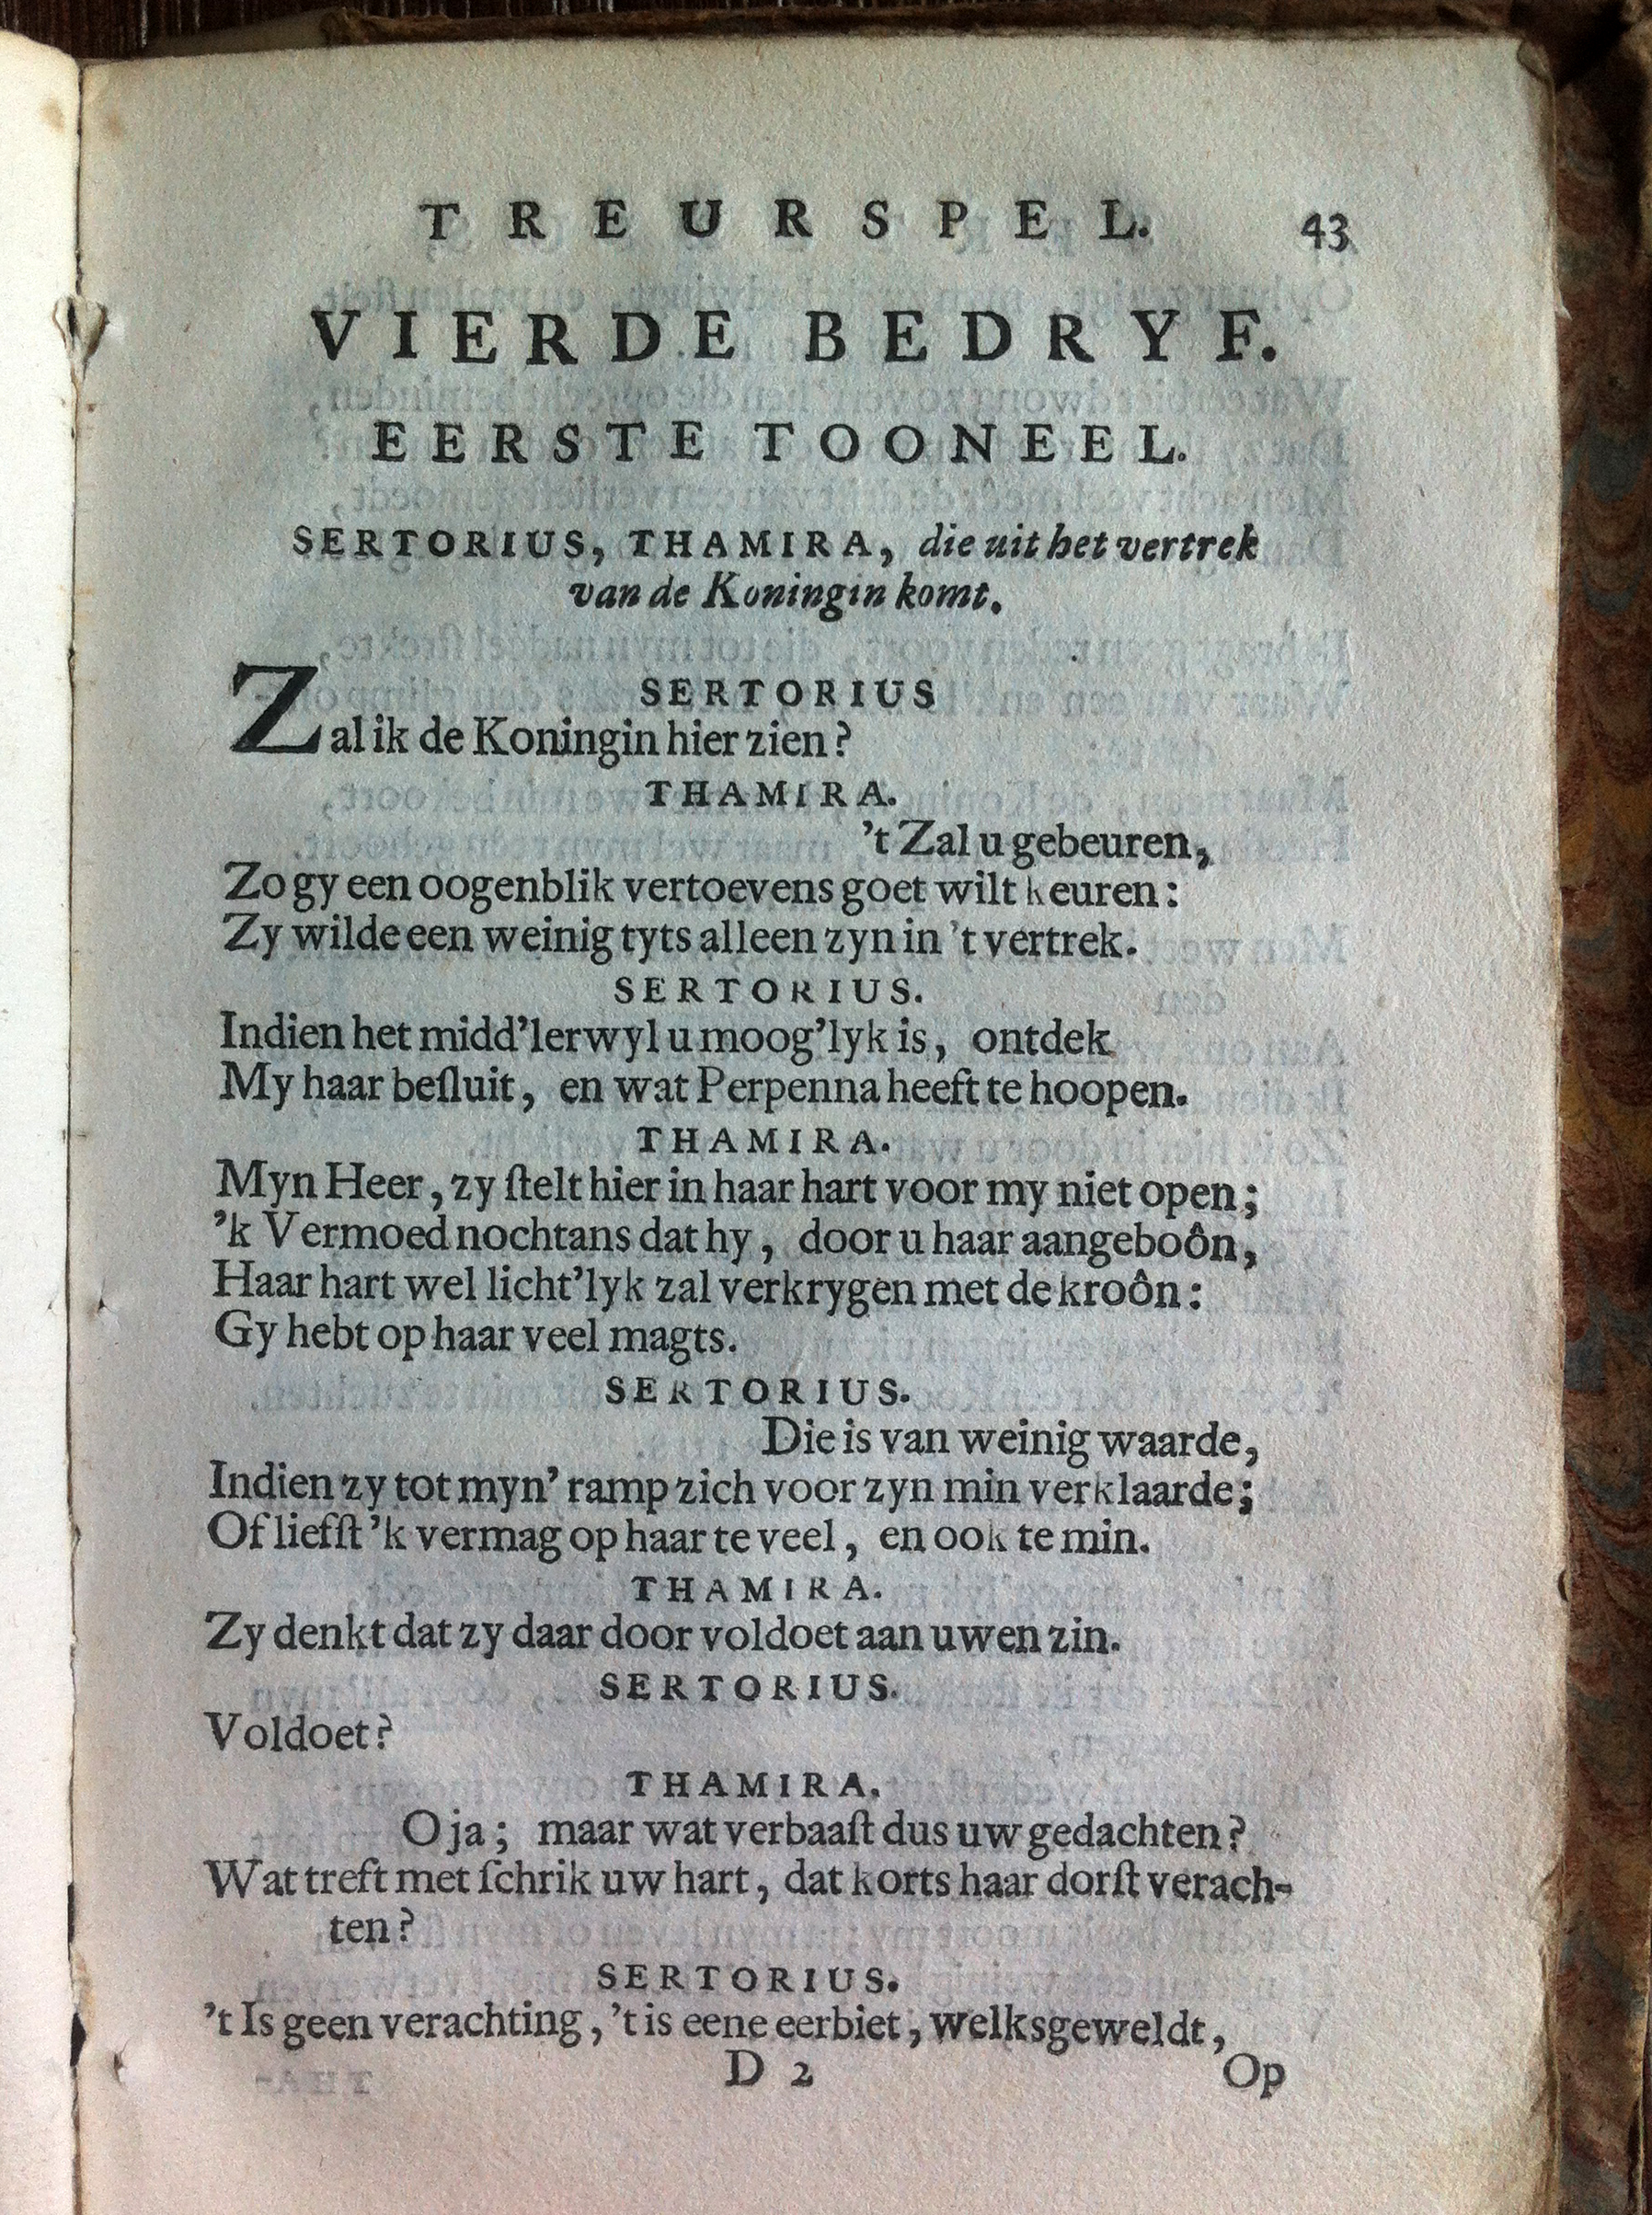 TREURSPEL. 43
VIERDE BEDRYF.
EERSTE TOONEEL.
SERTORIUS, THAMIRA, die uit het vertrek
van de Koningin komt.
SERTORIUS
Zal ik de Koningin hier zien?
THAMIRA.
't Zal u gebeuren,
Zo gy een oogenblik vertoevens goet wilt keuren:
Zy wilde een weinig tyts alleen zyn in 't vertrek.
SERTORIUS.
Indien het midd'lerwyl u moog'lyk is, ontdek
My haar beſluit, en wat Perpenna heeft te hoopen.
THAMIRA.
Myn Heer, zy ſtelt hier in haar hart voor my niet open;
'k Vermoed nochtans dat hy, door u haar aangeboôn,
Haar hart wel licht'lyk zal verkrygen met de kroôn:
Gy hebt op haar veel magts.
SERTORIUS.
Die is van weinig waarde,
Indien zy tot myn' ramp zich voor zyn min verklaarde;
Of liefſt 'k vermag op haar te veel, en ook te min.
THAMIRA.
Zy denkt dat zy daar door voldoet aan uwen zin.
SERTORIUS.
Voldoet?
THAMIRA.
O ja; maar wat verbaaſt dus uw gedachten?
Wat treft met ſchrik uw hart, dat korts haar dorſt verach-
ten?
SERTORIUS.
't Is geen verachting, 't is eene eerbiet, welks geweldt,
D 2 Op